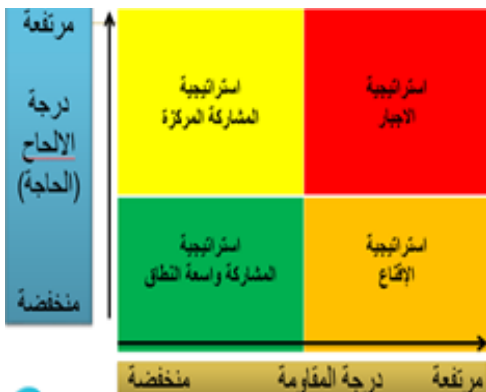 مرتفعة
درجة
الالحاح
(الحاجة)
منخفضة
استراتيجية
الاجبار
استراتيجية
المشاركة المركزة
استراتيجية
الإقناع
استراتيجية
المشاركة واسعة النطاق
مرتفعة درجة المقاومة منخفضة